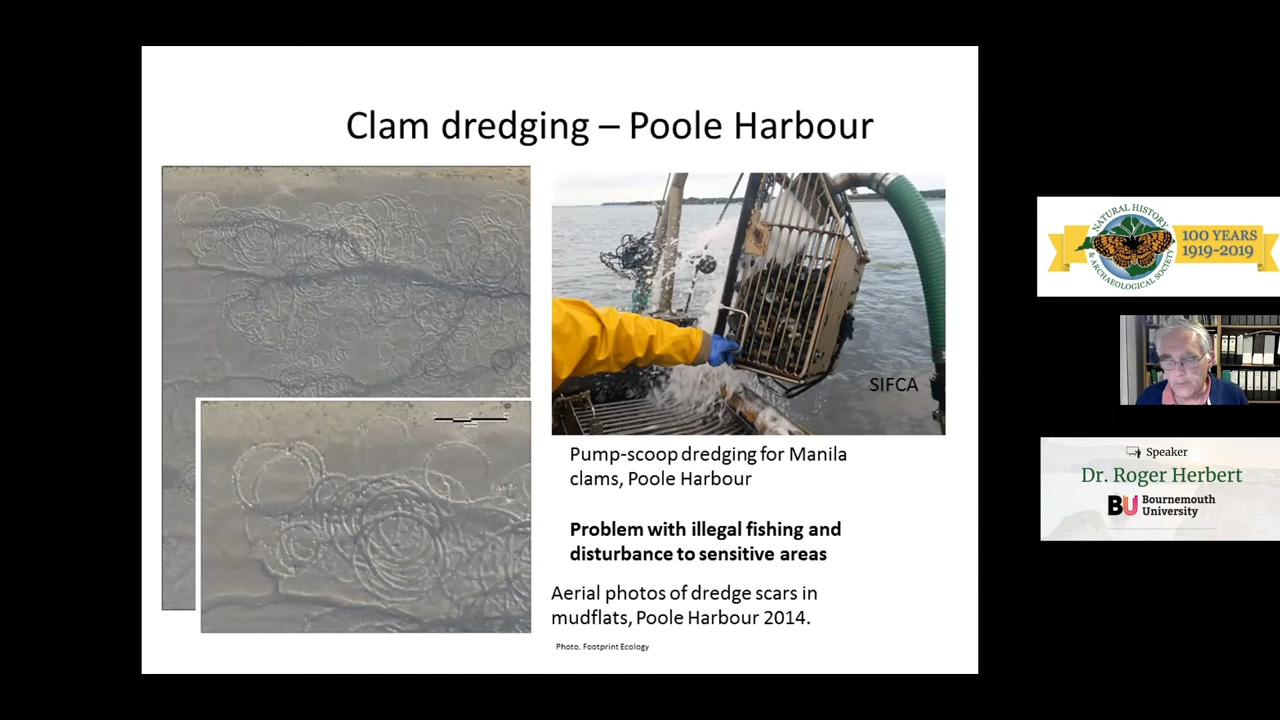 Clam dredging – Poole Harbour
SIFCA
Pump-scoop dredging for Manila
clams, Poole Harbour
Problem with illegal fishing and
disturbance to sensitive areas
Aerial photos of dredge scars in
mudflats, Poole Harbour 2014.
Photo. Footprint Ecology
NATURAL HISTORY
& ARCHAEOLOGICAL SOCIETY
100 YEARS
1919-2019
Speaker
Dr. Roger Herbert
BU Bournemouth
University